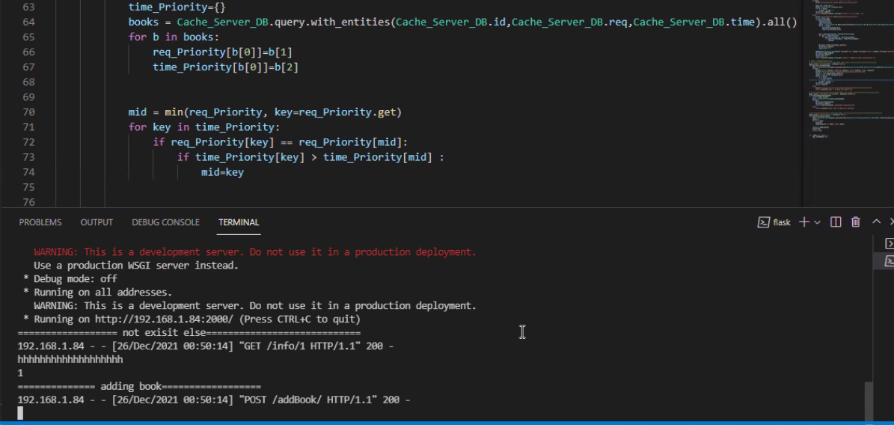 63 time_Priority={}
64 books = Cache_Server_DB.query.with_entities(Cache_Server_DB.id,Cache_Server_DB.req,Cache_Server_DB.time).all()
65 for b in books:
66 req_Priority[b[0]]=b[1]
67 time_Priority[b[0]]=b[2]
68
69
70 mid = min(req_Priority, key=req_Priority.get)
71 for key in time_Priority:
72 if req_Priority[key] == req_Priority[mid]:
73 if time_Priority[key] > time_Priority[mid] :
74 mid=key
75
76
PROBLEMS OUTPUT DEBUG CONSOLE TERMINAL flask
WARNING: This is a development server. Do not use it in a production deployment.
Use a production WSGI server instead.
* Debug mode: off
* Running on all addresses.
WARNING: This is a development server. Do not use it in a production deployment.
* Running on http://192.168.1.84:2000/ (Press CTRL+C to quit)
================== not exisit else============================
192.168.1.84 - - [26/Dec/2021 00:50:14] "GET /info/1 HTTP/1.1" 200 -
hhhhhhhhhhhhhhhhhhh
1
============== adding book==================
192.168.1.84 - - [26/Dec/2021 00:50:14] "POST /addBook/ HTTP/1.1" 200 -